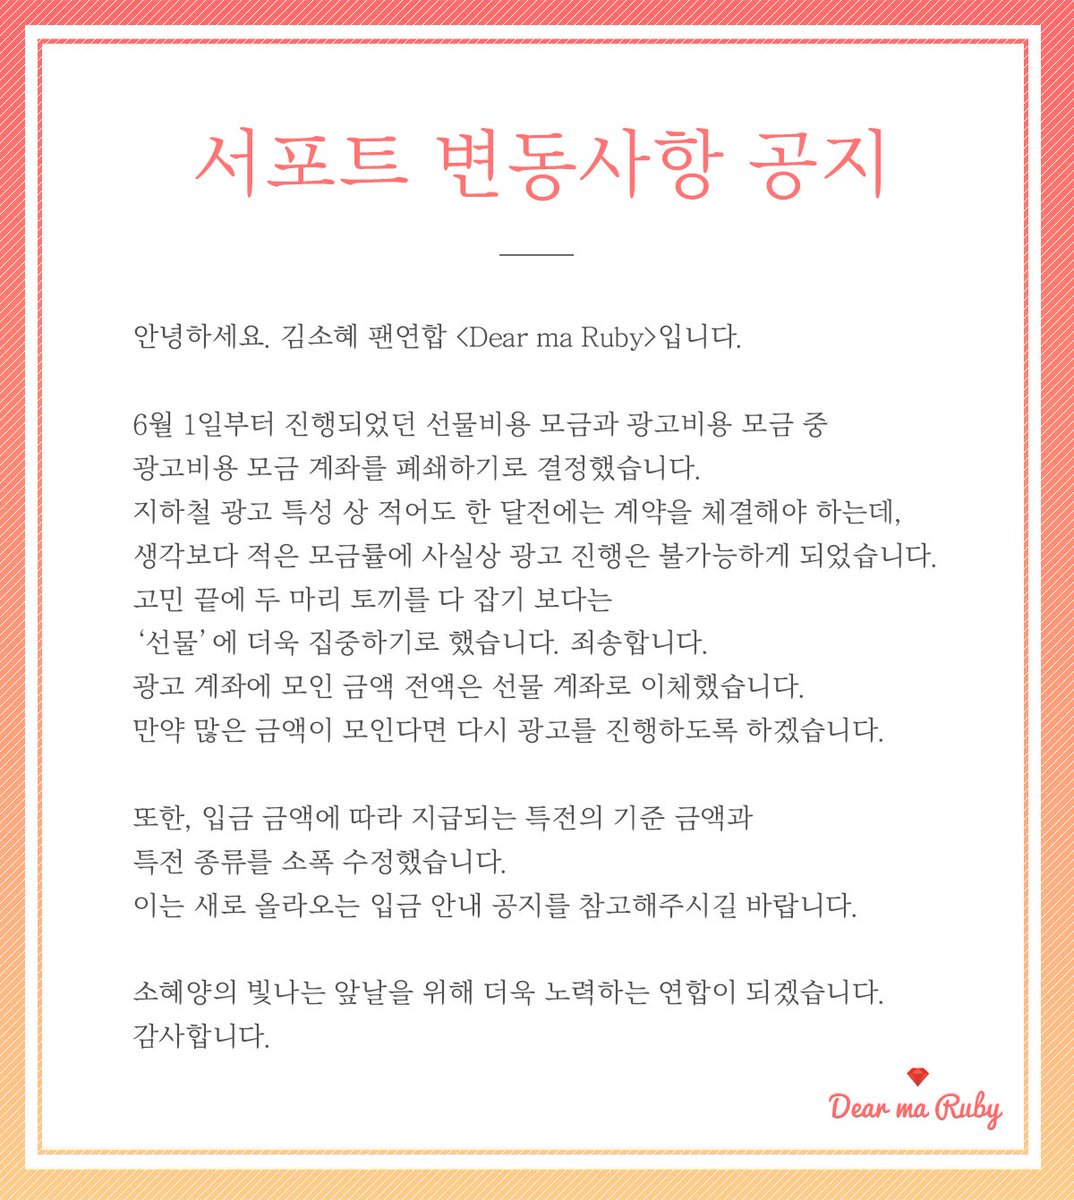 서포트 변동사항 공지
안녕하세요. 김소혜 팬연합 <Dear ma Ruby>입니다.
6월 1일부터 진행되었던 선물비용 모금과 광고비용 모금 중
광고비용 모금 계좌를 폐쇄하기로 결정했습니다.
지하철 광고 특성 상 적어도 한 달전에는 계약을 체결해야 하는데,
생각보다 적은 모금률에 사실상 광고 진행은 불가능하게 되었습니다.
고민 끝에 두 마리 토끼를 다 잡기 보다는
‘선물’에 더욱 집중하기로 했습니다. 죄송합니다.
광고 계좌에 모인 금액 전액은 선물 계좌로 이체했습니다.
만약 많은 금액이 모인다면 다시 광고를 진행하도록 하겠습니다.
또한, 입금 금액에 따라 지급되는 특전의 기준 금액과
특전 종류를 소폭 수정했습니다.
이는 새로 올라오는 입금 안내 공지를 참고해주시길 바랍니다.
소혜양의 빛나는 앞날을 위해 더욱 노력하는 연합이 되겠습니다.
감사합니다.
Dear ma Ruby